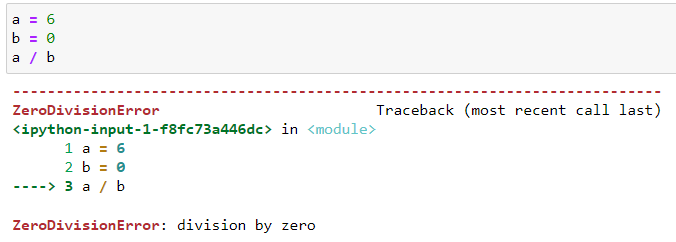 a = 6
b = 0
a / b
---------------------------------------------------------------------------
ZeroDivisionError                         Traceback (most recent call last)
<ipython-input-1-f8fc73a446dc> in <module>
      1 a = 6
      2 b = 0
----> 3 a / b

ZeroDivisionError: division by zero